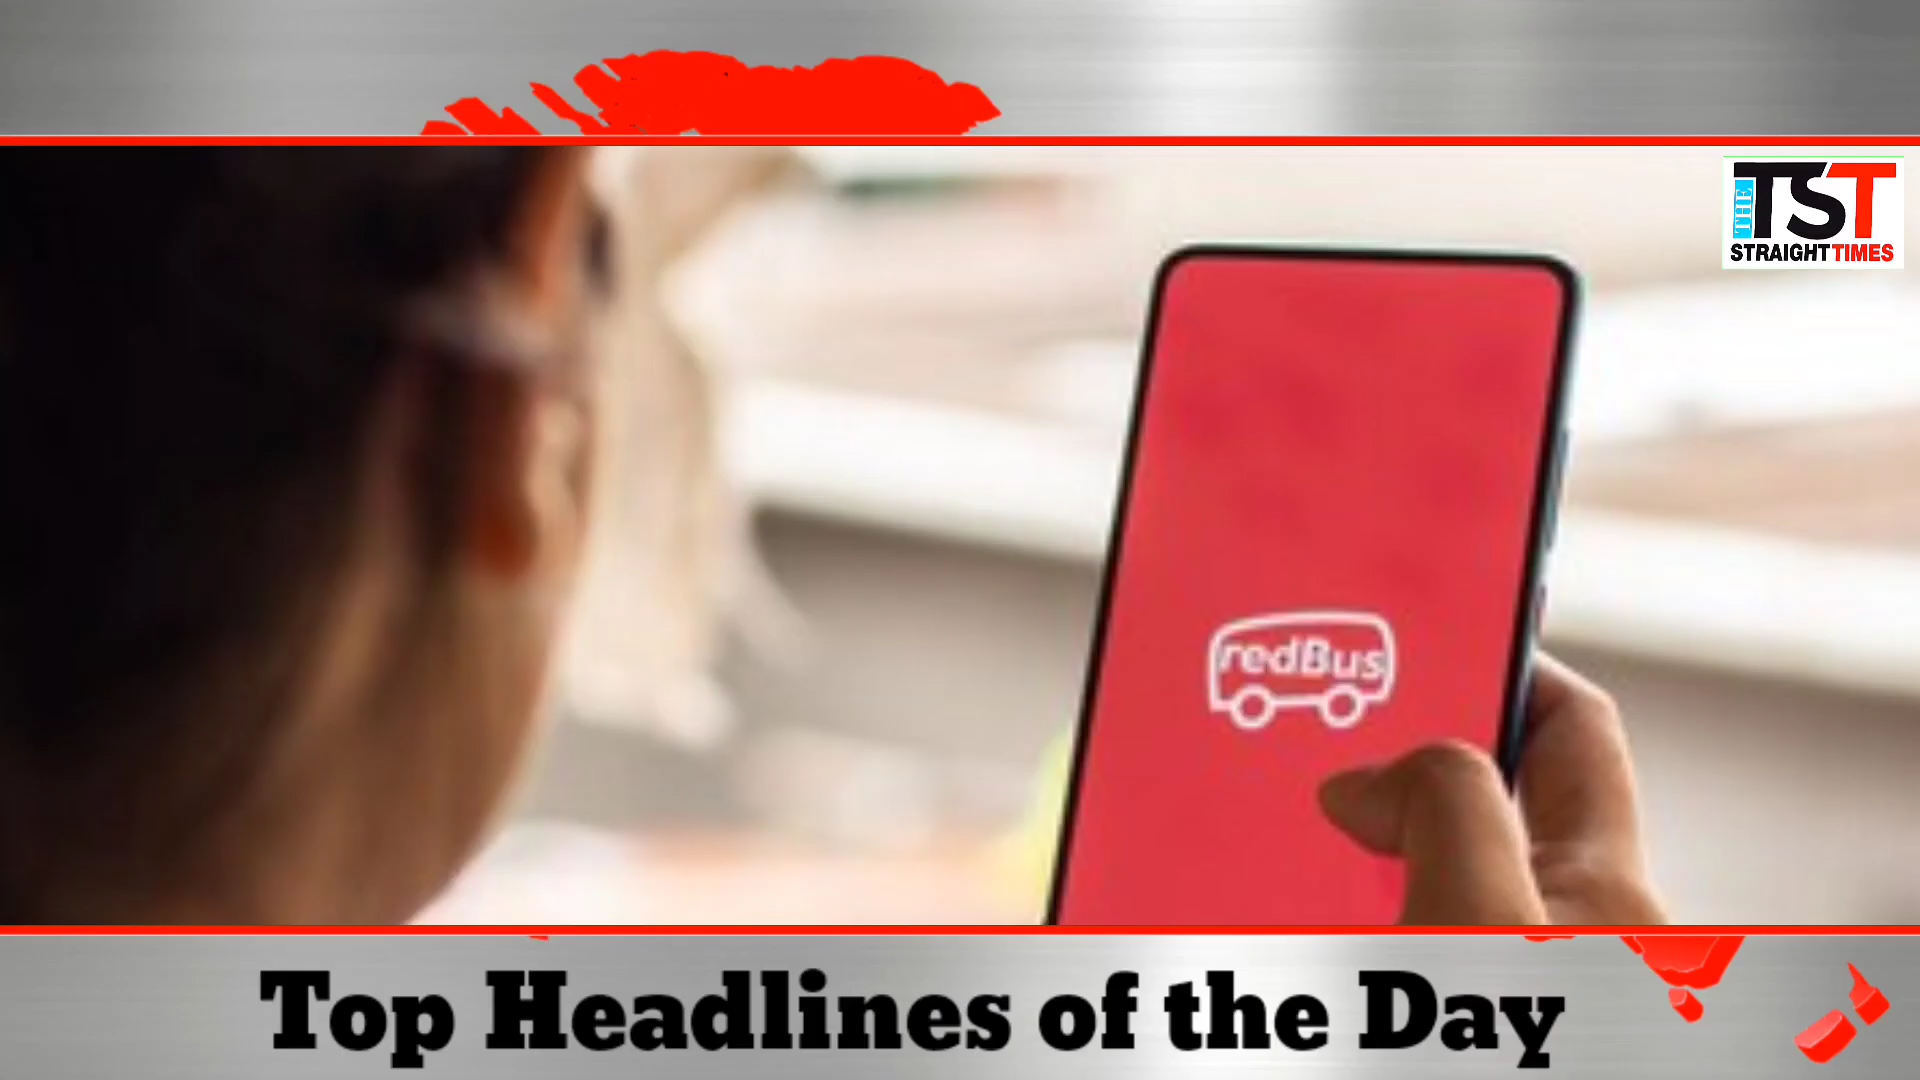 THE
TST
STRAIGHT TIMES
redBus
Top Headlines of the Day